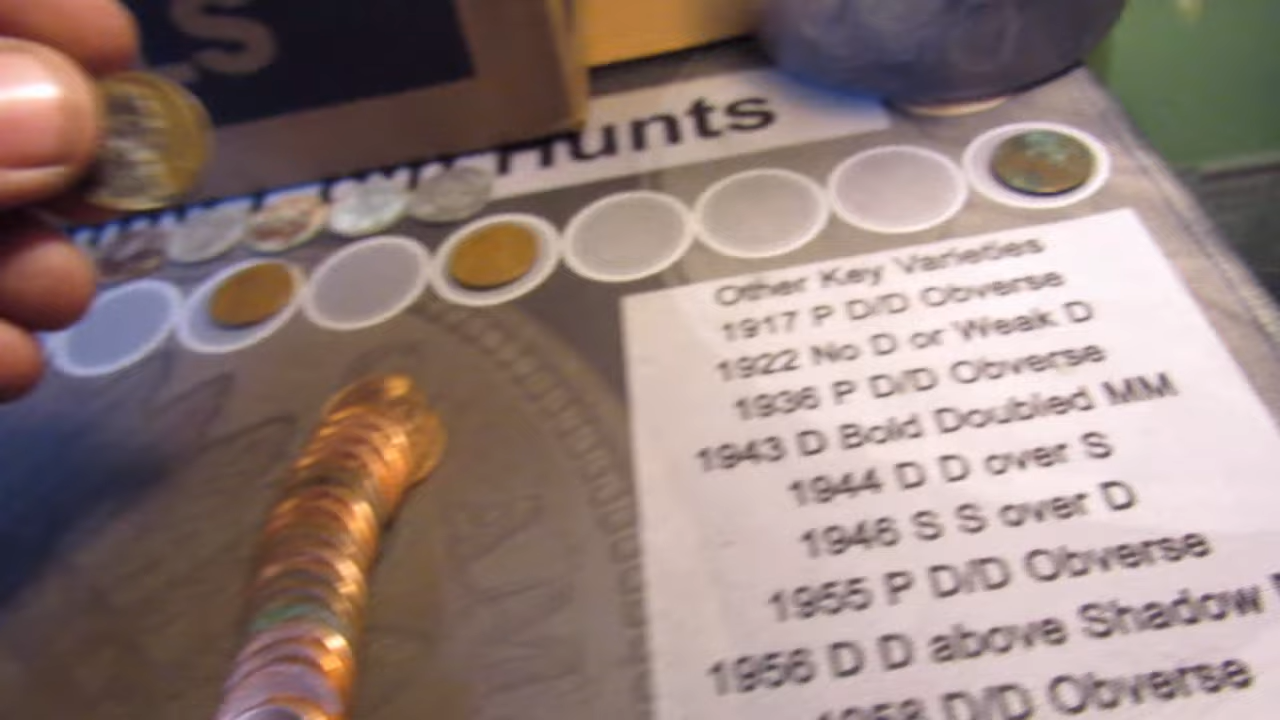 Hunts
Other Key Varieties
1917 P D/D Obverse
1922 No D or Weak D
1936 P D/D Obverse
1943 D Bold Doubled MM
1944 D D over S
1946 S S over D
1955 P D/D Obverse
1956 D D above Shadow
1958 D/D Obverse